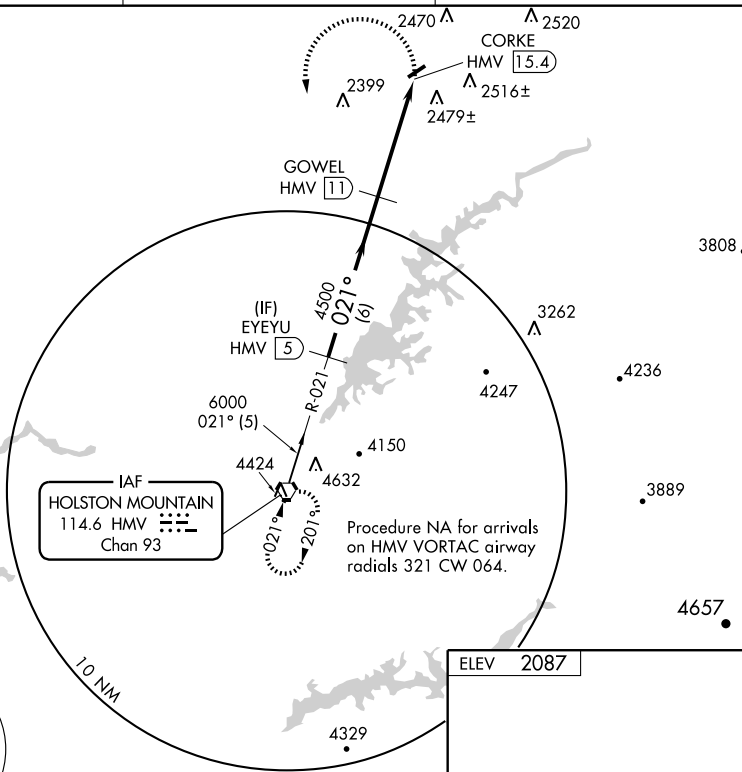 2470
2520
CORKE
HMV 15.4
2399
2516±
2479±
GOWEL
HMV 11
3808
4500
021°
(6)
(IF)
EYEYU
HMV 5
3262
R-021
4247
4236
6000
021° (5)
4150
4424
4632
IAF
HOLSTON MOUNTAIN
114.6 HMV
Chan 93
3889
021°
201°
Procedure NA for arrivals
on HMV VORTAC airway
radials 321 CW 064.
4657
10 NM
ELEV 2087
4329